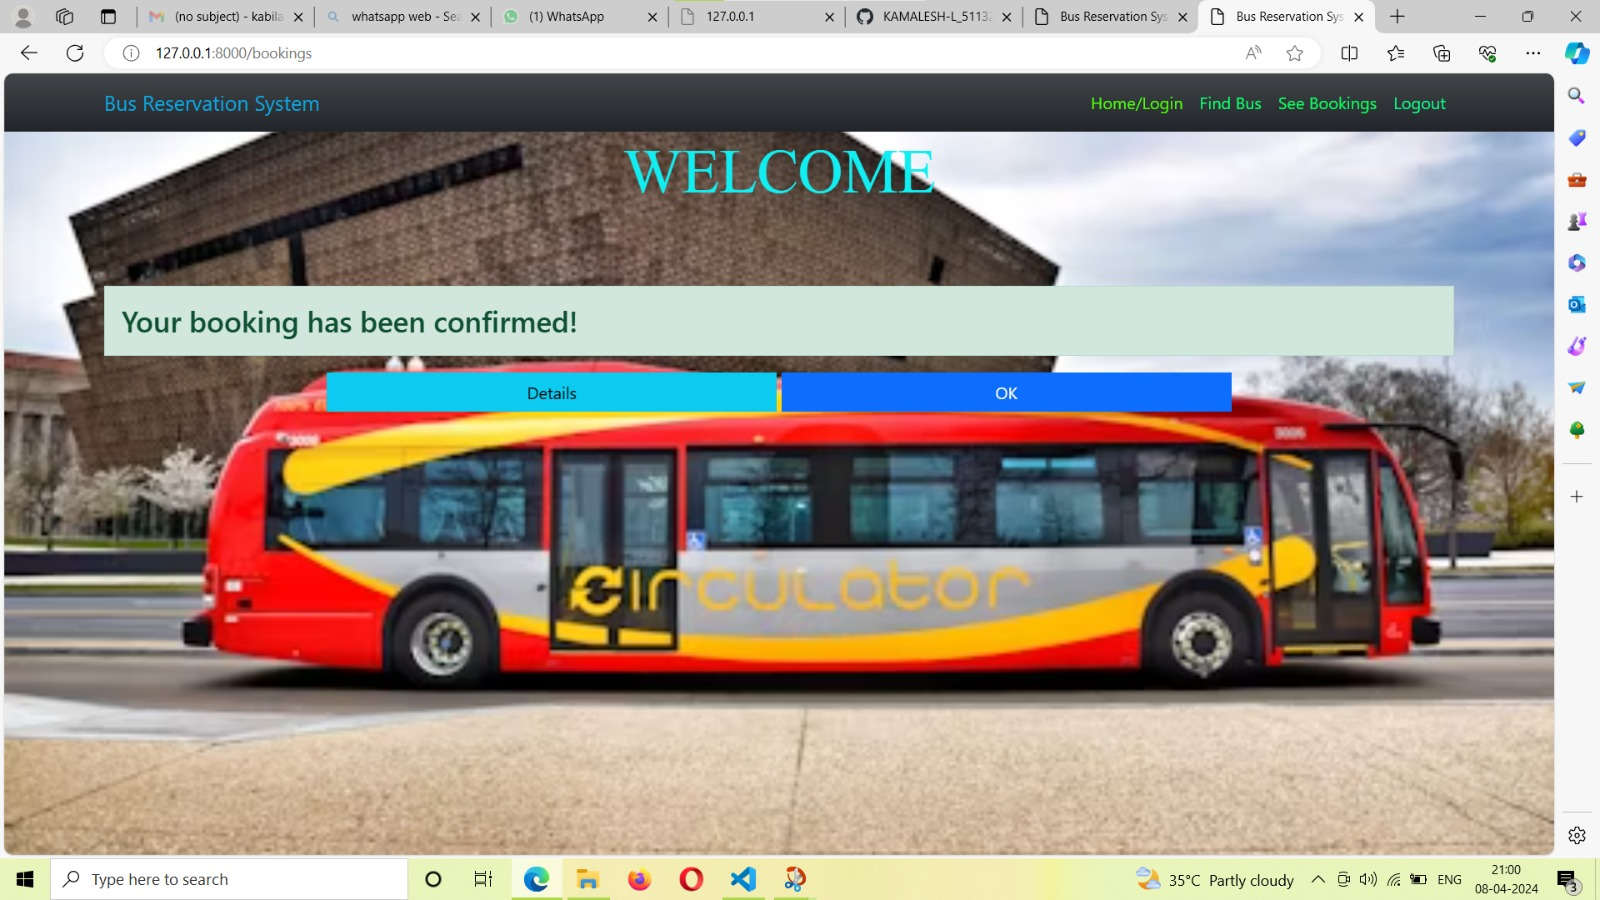 (no subject) - kabila
whatsapp web - Sea
(1) WhatsApp
127.0.0.1
KAMALESH-L_5113
Bus Reservation Sys
Bus Reservation Sys
127.0.0.1:8000/bookings
Bus Reservation System
Home/Login Find Bus See Bookings Logout
WELCOME
Your booking has been confirmed!
Details
OK
circulator
Type here to search
35°C Partly cloudy
ENG
21:00
08-04-2024
3